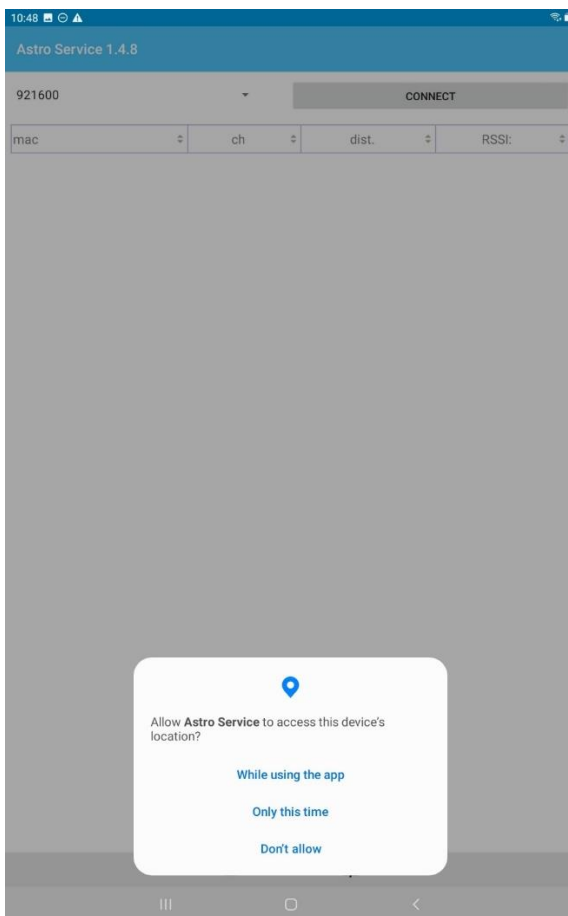 10:48
Astro Service 1.4.8
921600
CONNECT
mac ch dist. RSSI:
Allow Astro Service to access this device's
location?
While using the app
Only this time
Don't allow